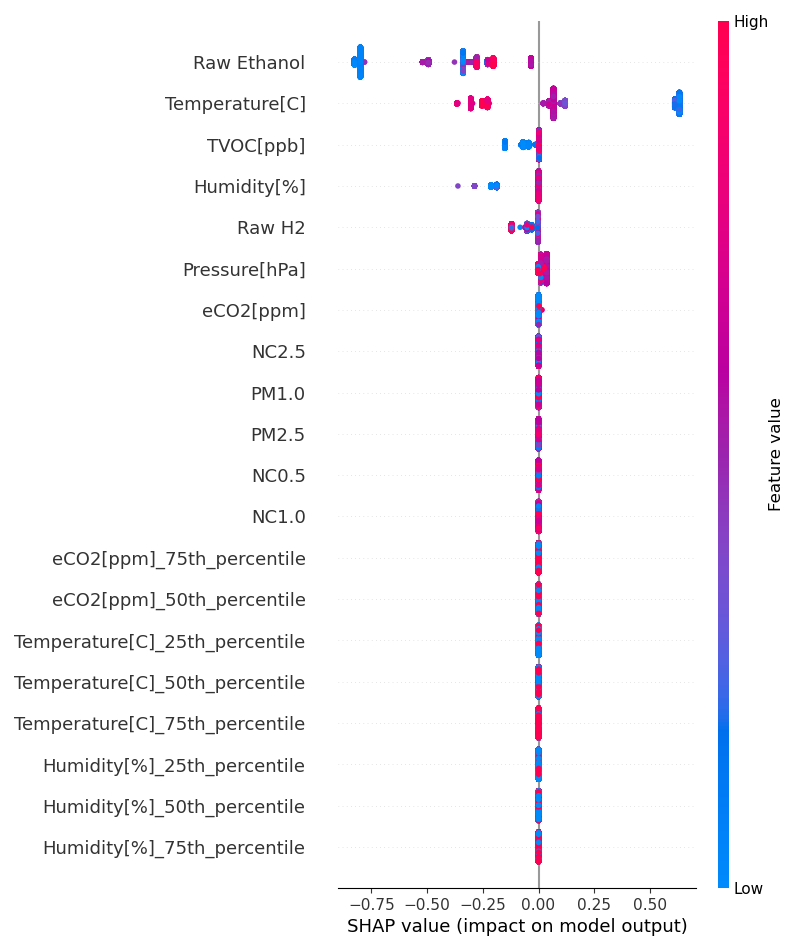 High
Raw Ethanol
Temperature[C]
TVOC[ppb]
Humidity[%]
Raw H2
Pressure[hPa]
eCO2[ppm]
NC2.5
PM1.0
PM2.5
NC0.5
NC1.0
eCO2[ppm]_75th_percentile
eCO2[ppm]_50th_percentile
Temperature[C]_25th_percentile
Temperature[C]_50th_percentile
Temperature[C]_75th_percentile
Humidity[%]_25th_percentile
Humidity[%]_50th_percentile
Humidity[%]_75th_percentile
Feature value
Low
−0.75 −0.50 −0.25 0.00 0.25 0.50
SHAP value (impact on model output)